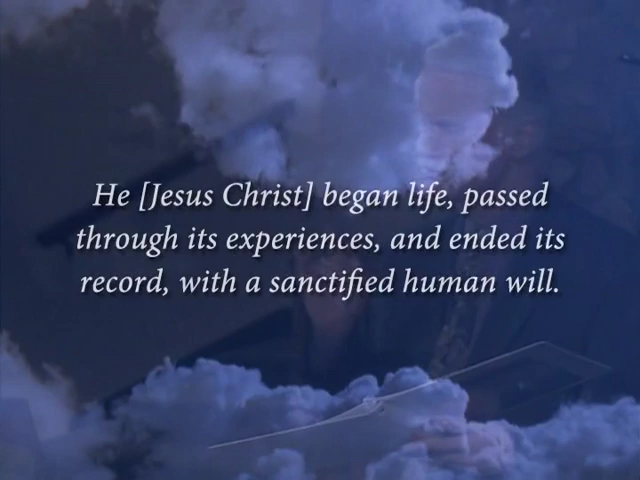 He [Jesus Christ] began life, passed
through its experiences, and ended its
record, with a sanctified human will.